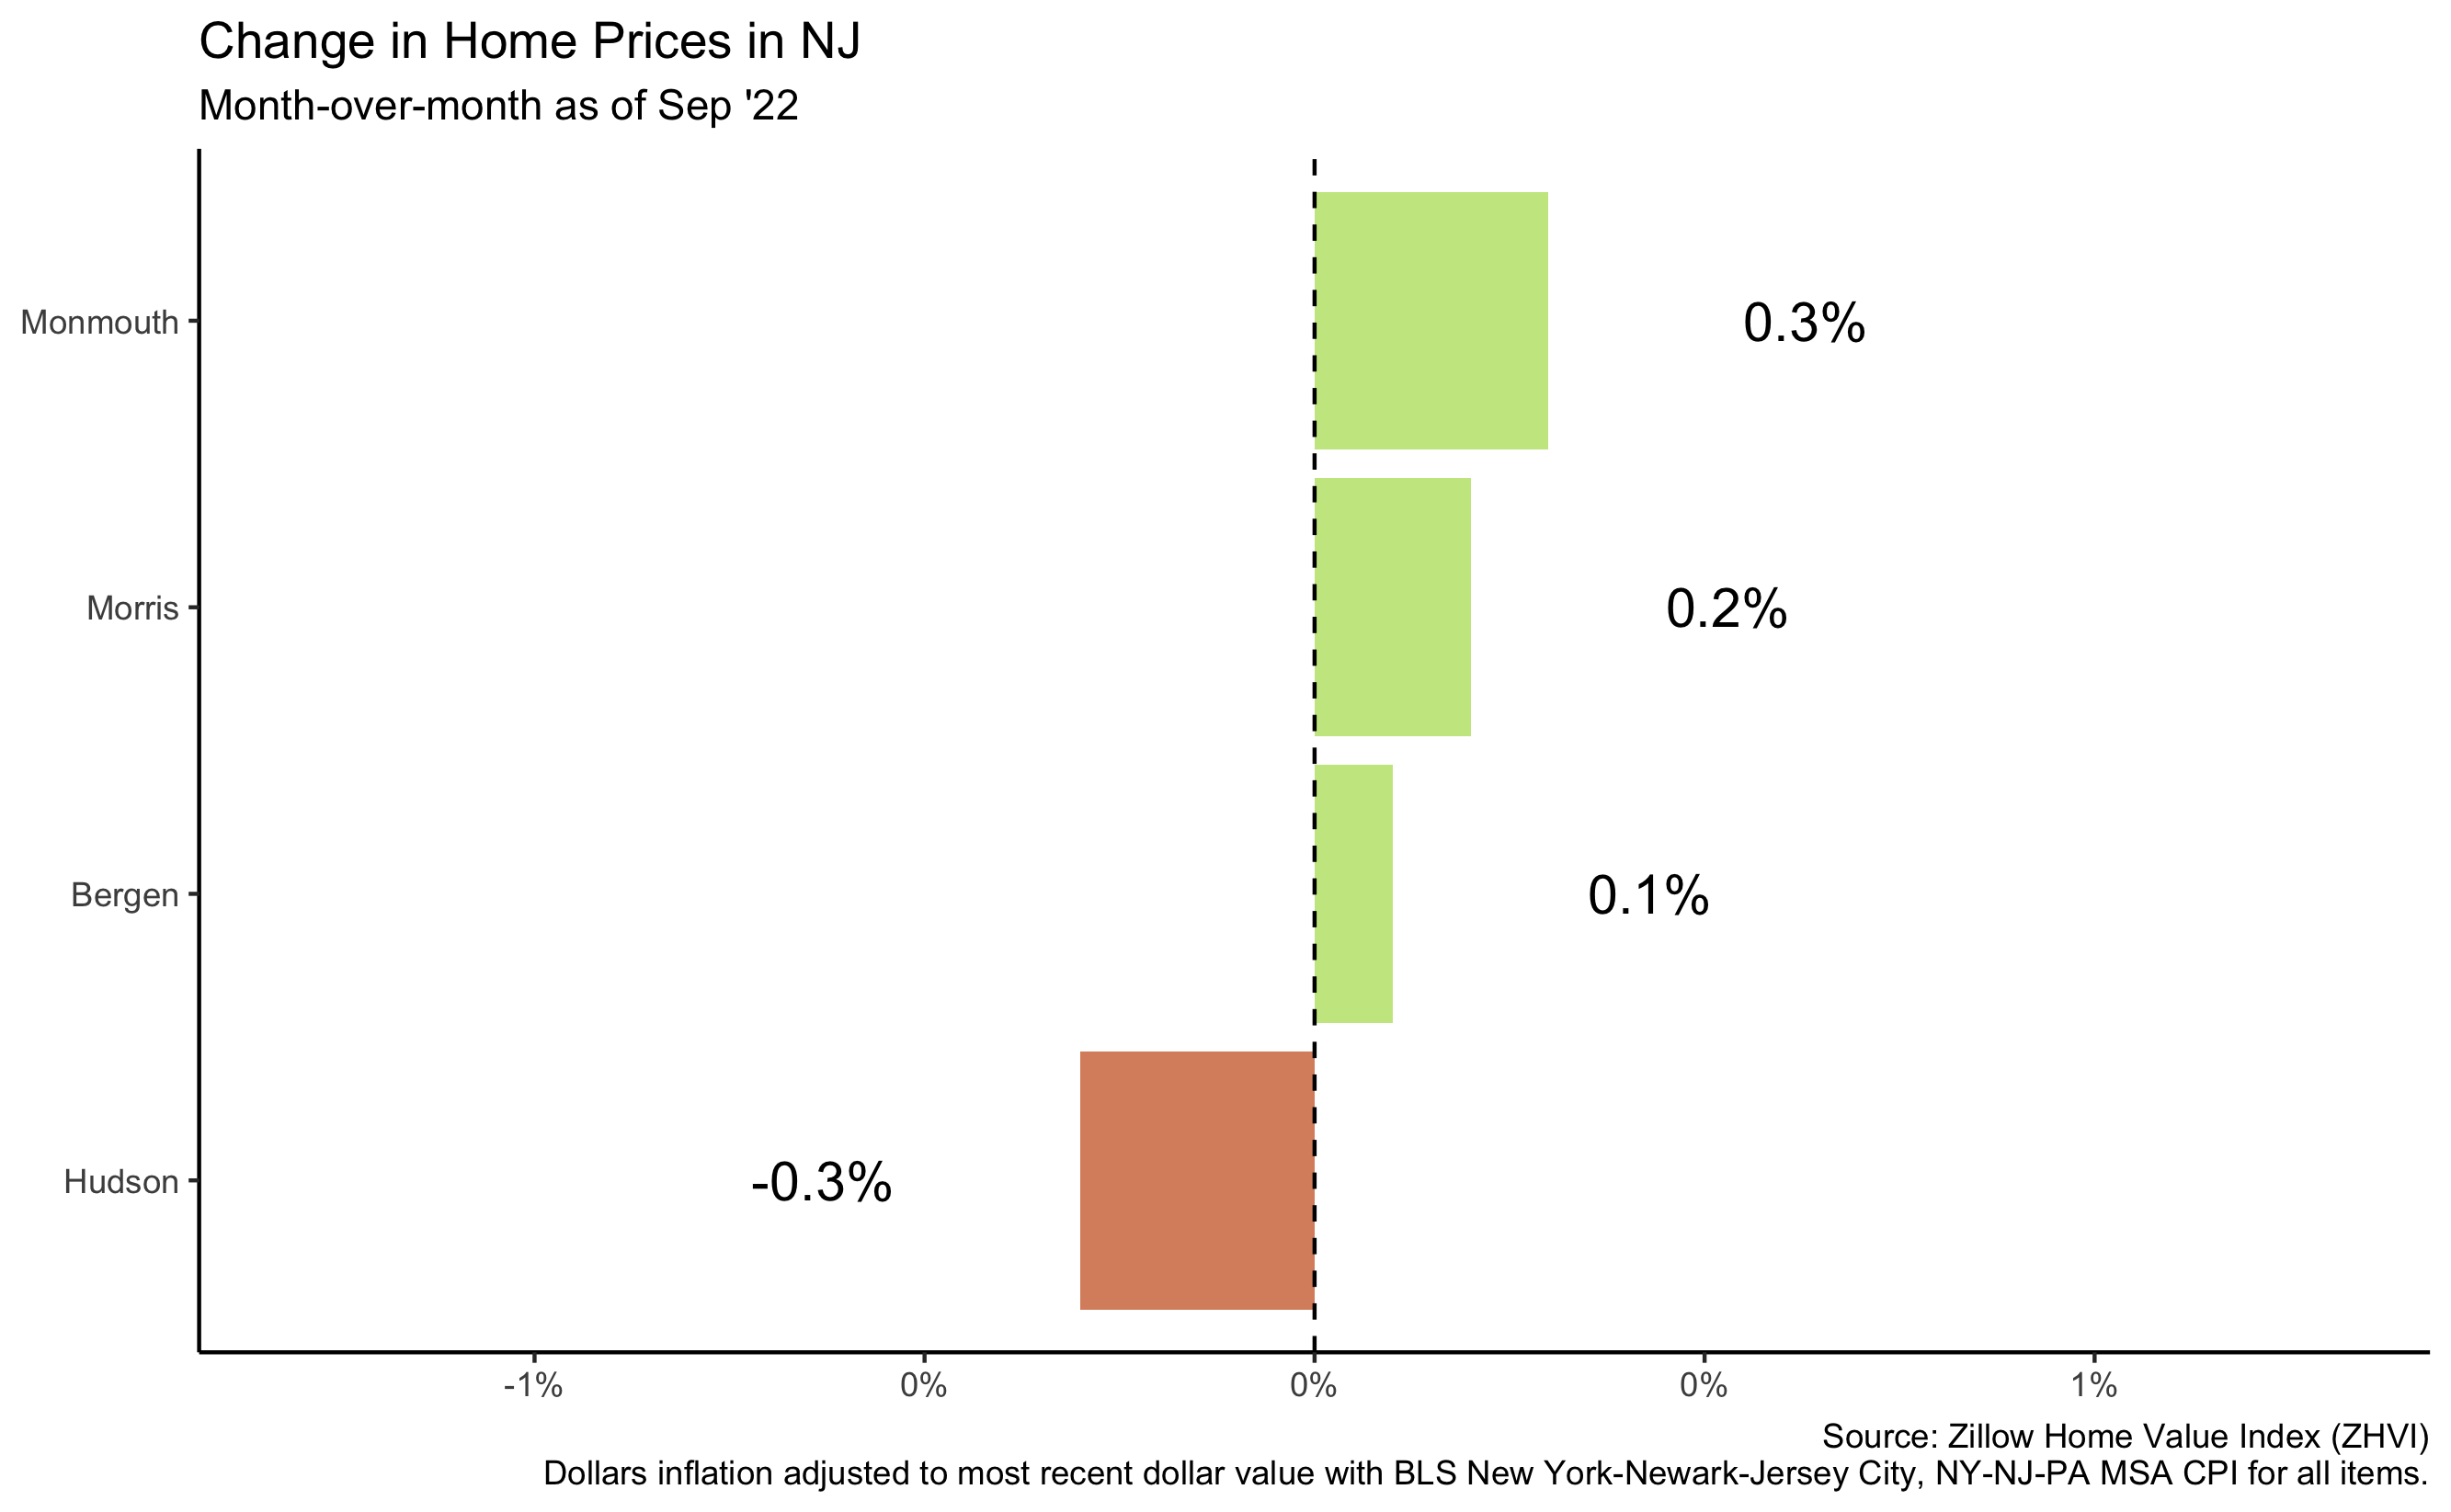 Change in Home Prices in NJ
Month-over-month as of Sep '22
Monmouth
0.3%
Morris
0.2%
Bergen
0.1%
Hudson
-0.3%
-1%
0%
0%
0%
1%
Source: Zillow Home Value Index (ZHVI)
Dollars inflation adjusted to most recent dollar value with BLS New York-Newark-Jersey City, NY-NJ-PA MSA CPI for all items.